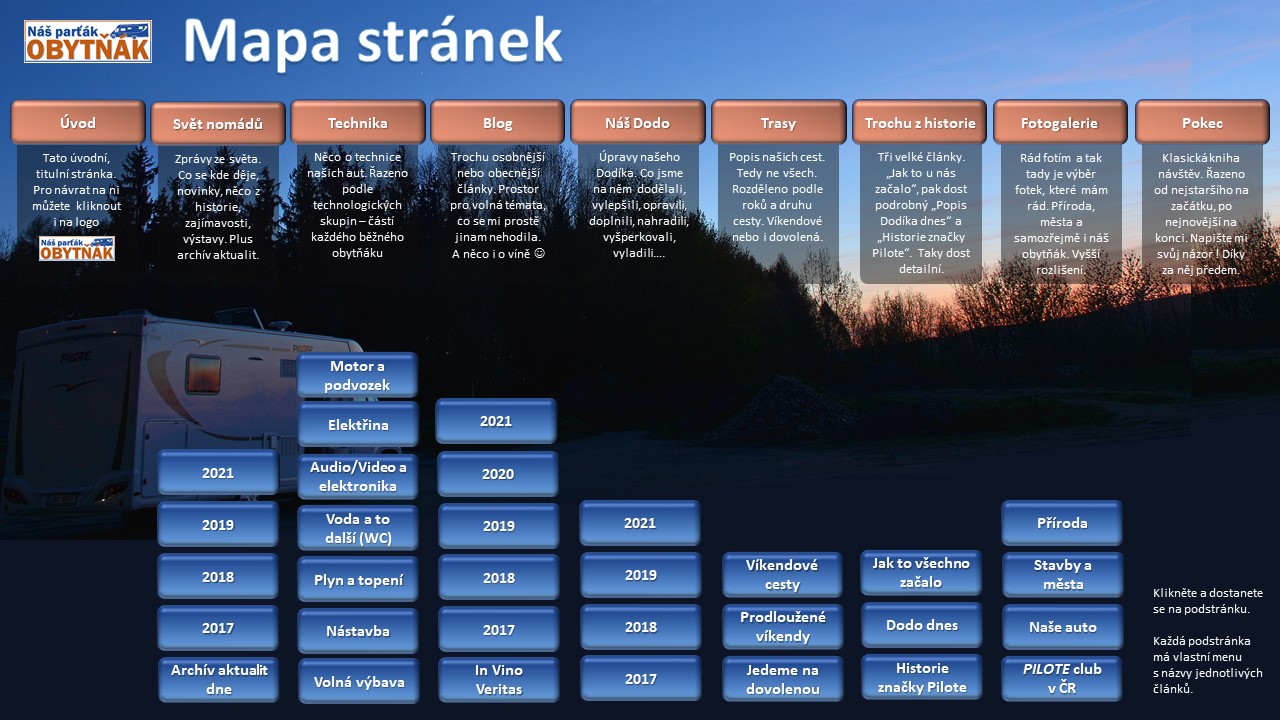 Náš parťák
OBYTŇÁK
Mapa stránek
Úvod
Tato úvodní,
titulní stránka.
Pro návrat na ni
můžete kliknout
i na logo
Náš parťák
OBYTŇÁK
Svět nomádů
Zprávy ze světa.
Co se kde děje,
novinky, něco z
historie,
zajímavosti,
výstavy. Plus
archív aktualit.
2021
2019
2018
2017
Archív aktualit
dne
Technika
Něco o technice
našich aut. Řazeno
podle
technologických
skupin – částí
každého běžného
obytňáku
Motor a
podvozek
Elektřina
Audio/Video a
elektronika
Voda a to
další (WC)
Plyn a topení
Nástavba
Volná výbava
Blog
Trochu osobnější
nebo obecnější
články. Prostor
pro volná témata,
co se mi prostě
jinam nehodila.
A něco i o víně ☺
2021
2020
2019
2018
2017
In Vino
Veritas
Náš Dodo
Úpravy našeho
Dodíka. Co jsme
na něm dodělali,
vylepšili, opravili,
doplnili, nahradili,
vyšperkovali,
vyladili....
2021
2019
2018
2017
Trasy
Popis našich cest.
Tedy ne všech.
Rozděleno podle
roků a druhu
cesty. Víkendové
nebo i dovolená.
Víkendové
cesty
Prodloužené
víkendy
Jedeme na
dovolenou
Trochu z historie
Tři velké články.
„Jak to u nás
začalo“, pak dost
podrobný „Popis
Dodíka dnes“ a
„Historie značky
Pilote“. Taky dost
detailní.
Jak to všechno
začalo
Dodo dnes
Historie
značky Pilote
Fotogalerie
Rád fotím a tak
tady je výběr
fotek, které mám
rád. Příroda,
města a
samozřejmě i náš
obytňák. Vyšší
rozlišení.
Příroda
Stavby a
města
Naše auto
PILOTE club
v ČR
Pokec
Klasická kniha
návštěv. Řazeno
od nejstaršího na
začátku, po
nejnovější na
konci. Napište mi
svůj názor ! Díky
za něj předem.
Klikněte a dostanete
se na podstránku.
Každá podstránka
má vlastní menu
s názvy jednotlivých
článků.
PILOTE
PILOTE